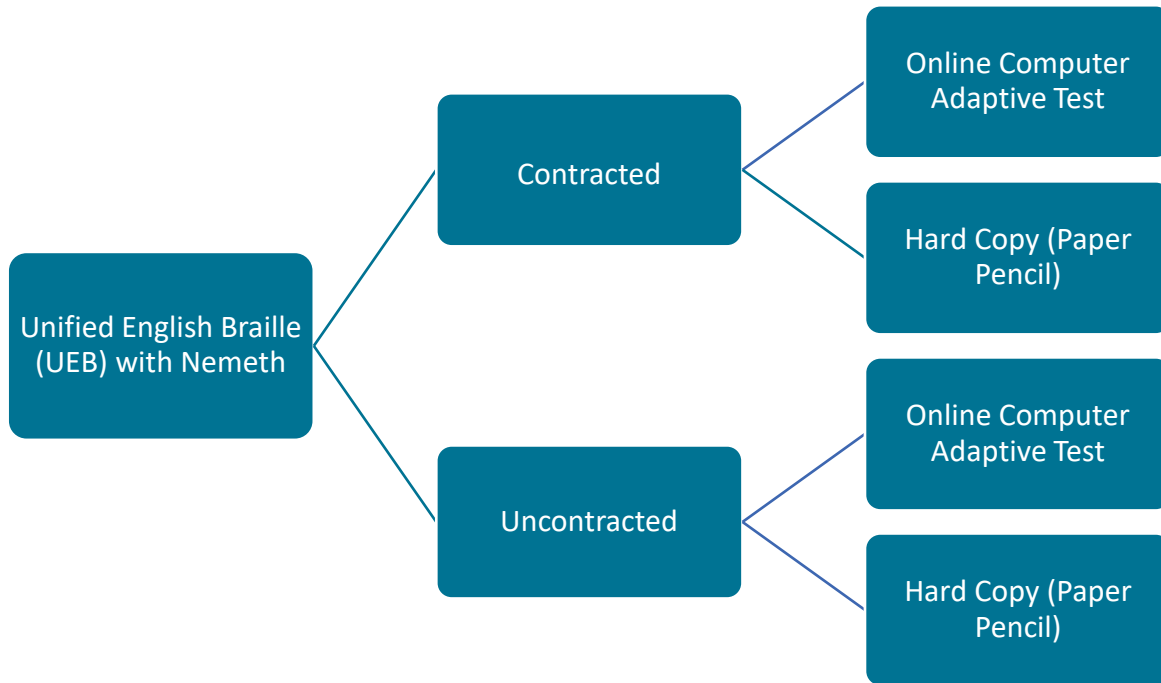 Unified English Braille
(UEB) with Nemeth
Contracted
Online Computer
Adaptive Test
Hard Copy (Paper
Pencil)
Uncontracted
Online Computer
Adaptive Test
Hard Copy (Paper
Pencil)